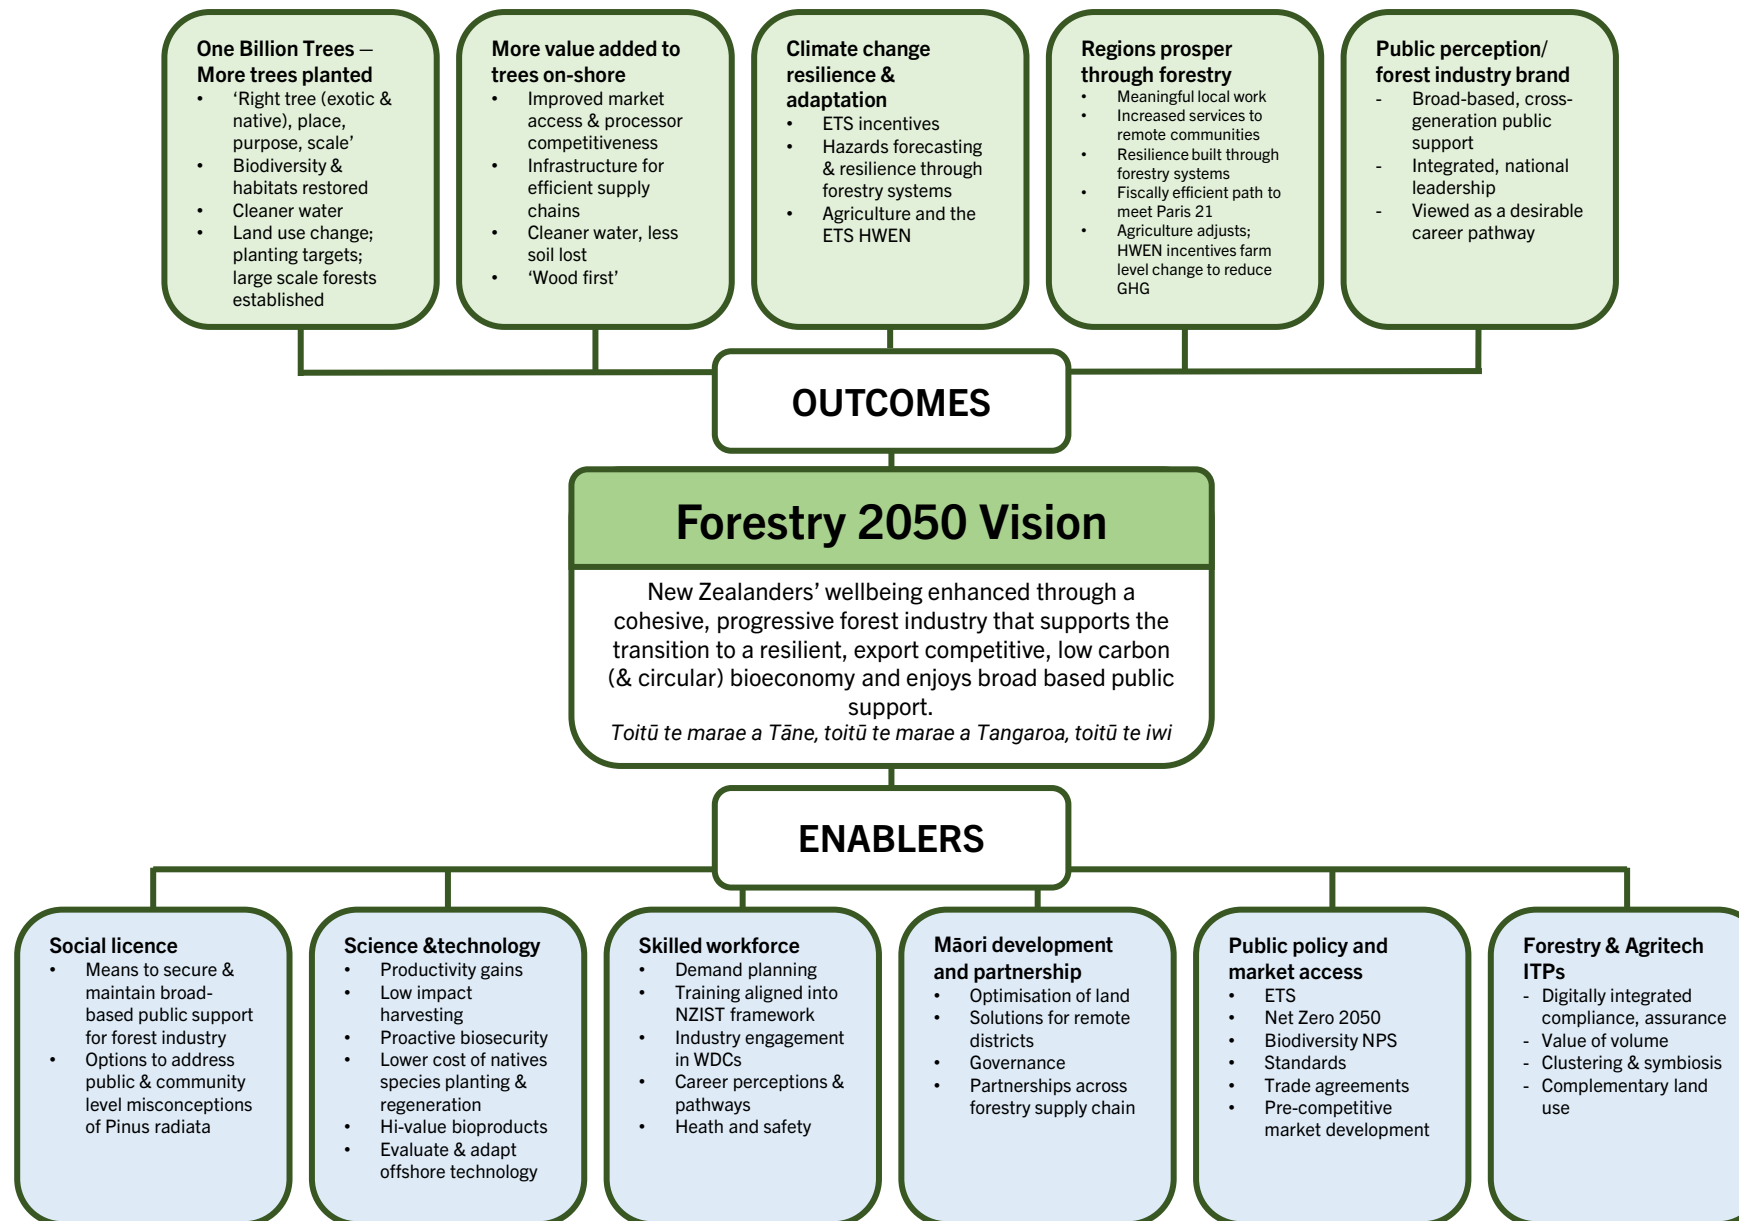 One Billion Trees –
More trees planted
• ‘Right tree (exotic &
native), place,
purpose, scale’
• Biodiversity &
habitats restored
• Cleaner water
• Land use change;
planting targets;
large scale forests
established
More value added to
trees on-shore
• Improved market
access & processor
competitiveness
• Infrastructure for
efficient supply
chains
• Cleaner water, less
soil lost
• ‘Wood first’
Climate change
resilience &
adaptation
• ETS incentives
• Hazards forecasting
& resilience through
forestry systems
• Agriculture and the
ETS HWEN
Regions prosper
through forestry
• Meaningful local work
• Increased services to
remote communities
• Resilience built through
forestry systems
• Fiscally efficient path to
meet Paris 21
• Agriculture adjusts;
HWEN incentives farm
level change to reduce
GHG
Public perception/
forest industry brand
- Broad-based, cross-
generation public
support
- Integrated, national
leadership
- Viewed as a desirable
career pathway
OUTCOMES
Forestry 2050 Vision
New Zealanders’ wellbeing enhanced through a
cohesive, progressive forest industry that supports the
transition to a resilient, export competitive, low carbon
(& circular) bioeconomy and enjoys broad based public
support.
Toitū te marae a Tāne, toitū te marae a Tangaroa, toitū te iwi
ENABLERS
Social licence
• Means to secure &
maintain broad-
based public support
for forest industry
• Options to address
public & community
level misconceptions
of Pinus radiata
Science &technology
• Productivity gains
• Low impact
harvesting
• Proactive biosecurity
• Lower cost of natives
species planting &
regeneration
• Hi-value bioproducts
• Evaluate & adapt
offshore technology
Skilled workforce
• Demand planning
• Training aligned into
NZIST framework
• Industry engagement
in WDCs
• Career perceptions &
pathways
• Heath and safety
Māori development
and partnership
• Optimisation of land
• Solutions for remote
districts
• Governance
• Partnerships across
forestry supply chain
Public policy and
market access
• ETS
• Net Zero 2050
• Biodiversity NPS
• Standards
• Trade agreements
• Pre-competitive
market development
Forestry & Agritech
ITPs
- Digitally integrated
compliance, assurance
- Value of volume
- Clustering & symbiosis
- Complementary land
use